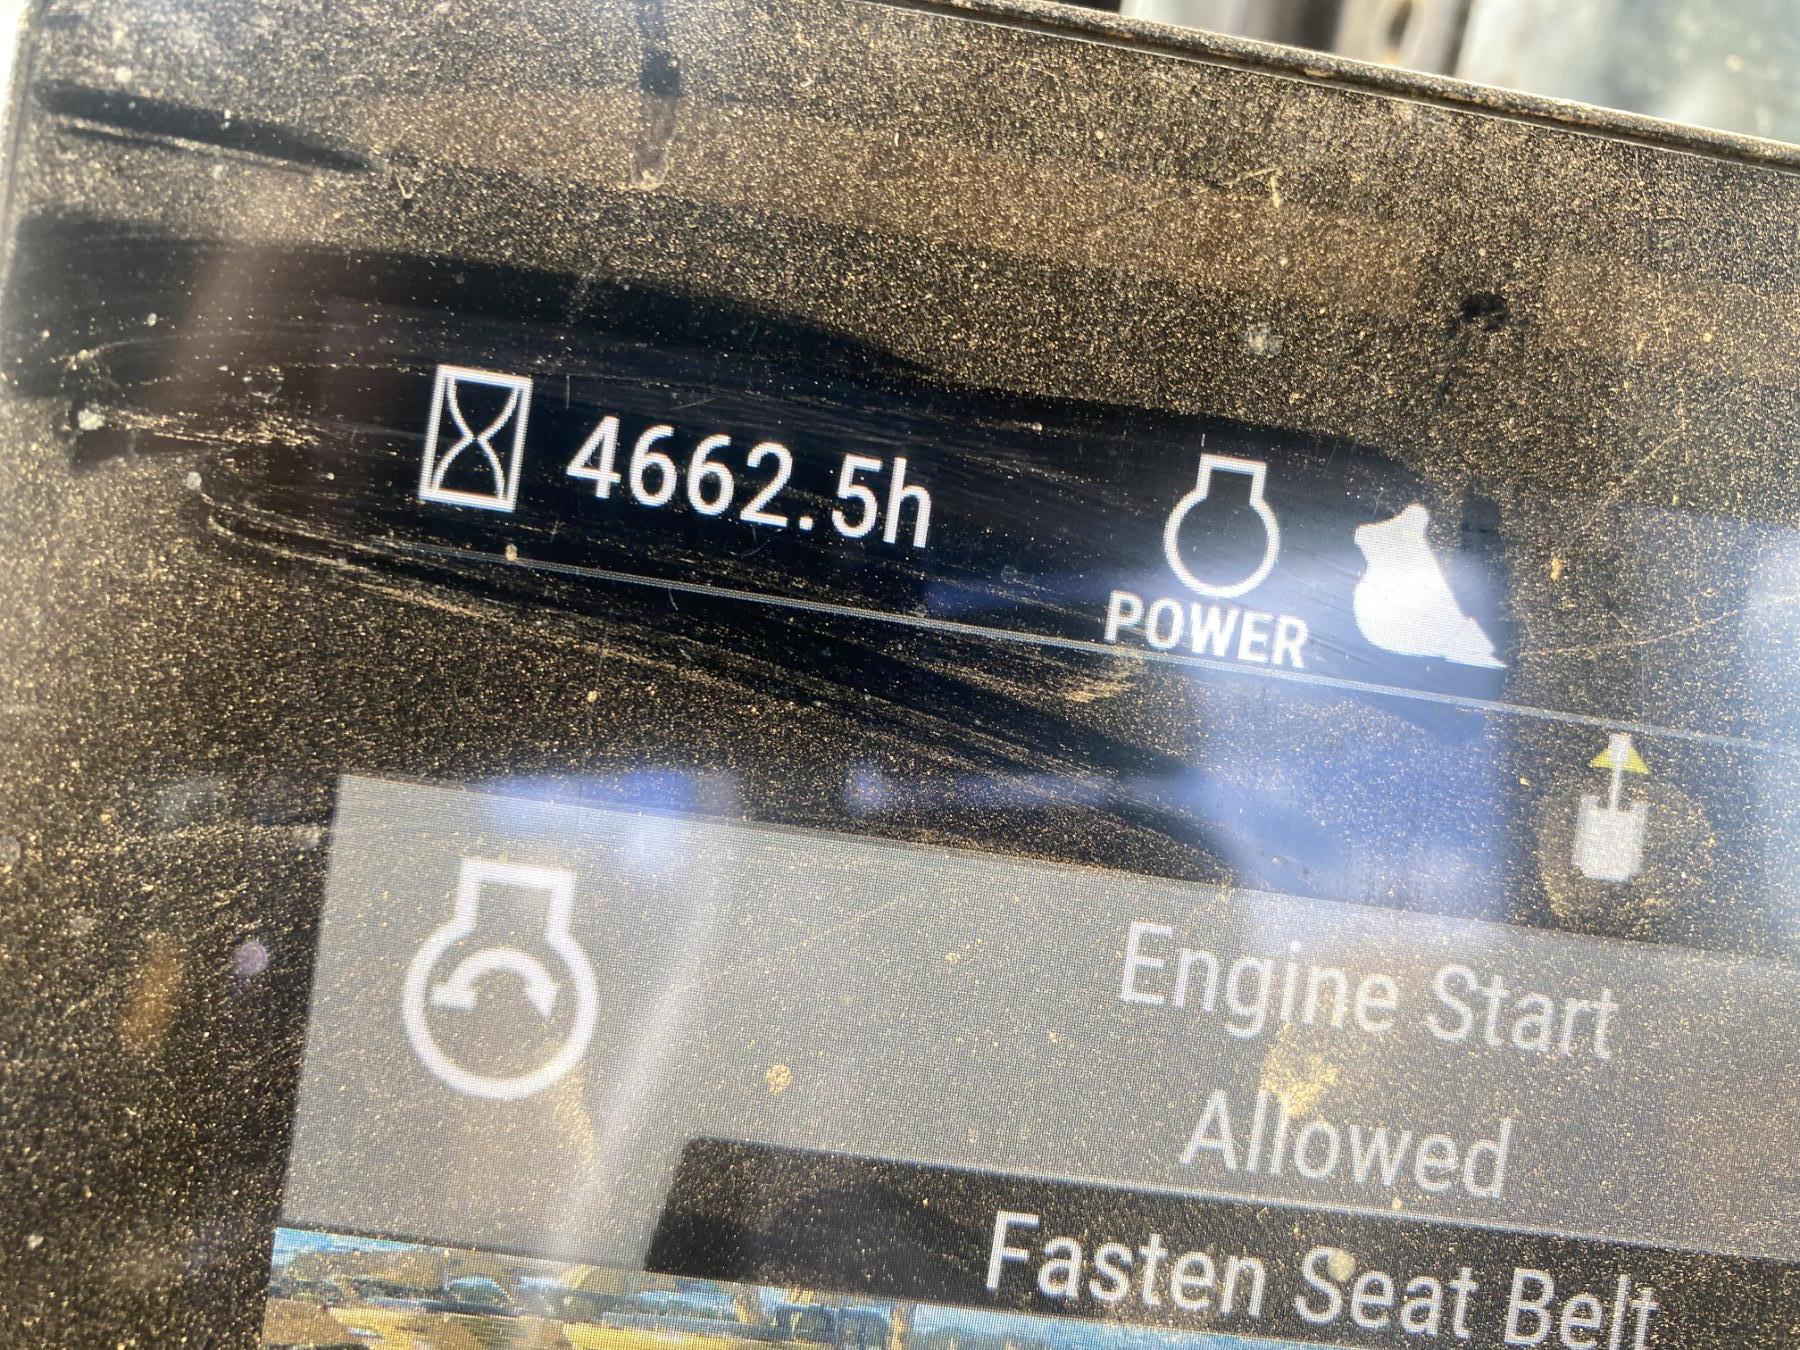 4662.5h
POWER
Engine Start
Allowed
Fasten Seat Belt